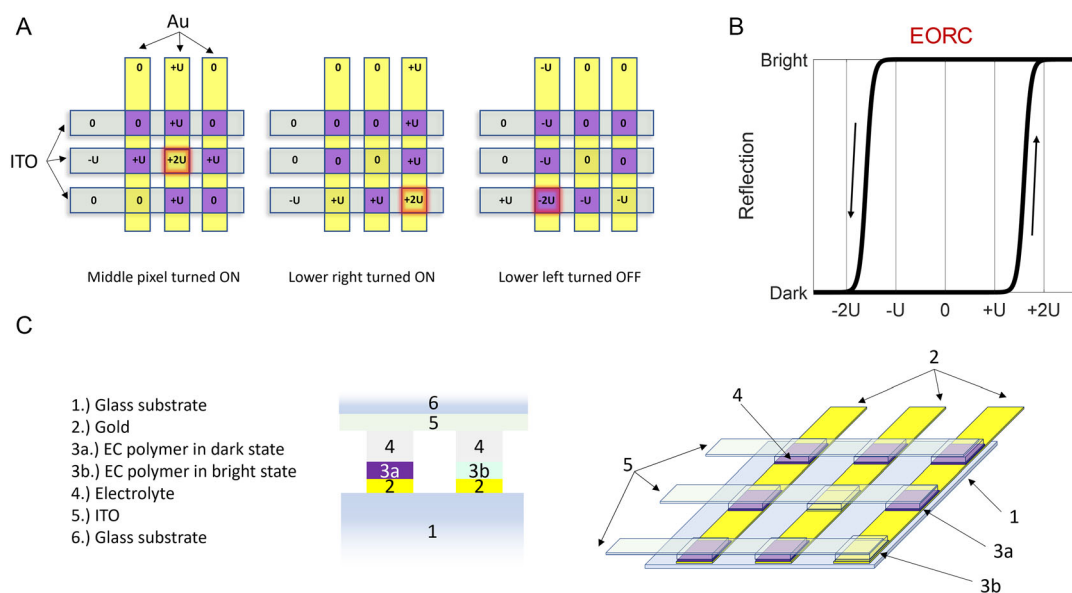 A
Au
0 +U 0
0 0 +U 0
ITO
-U +U +2U +U
0 0 +U 0
Middle pixel turned ON
0 0 +U
0 0 0 +U
0 0 0 +U
-U +U +U +2U
Lower right turned ON
-U 0 0
0 -U 0 0
0 -U 0 0
+U -2U -U -U
Lower left turned OFF
B
EORC
Bright
Reflection
Dark
-2U -U 0 +U +2U
C
1.) Glass substrate
2.) Gold
3a.) EC polymer in dark state
3b.) EC polymer in bright state
4.) Electrolyte
5.) ITO
6.) Glass substrate
6
5
4 4
3a 3b
2 2
1
2
4
5
1
3a
3b